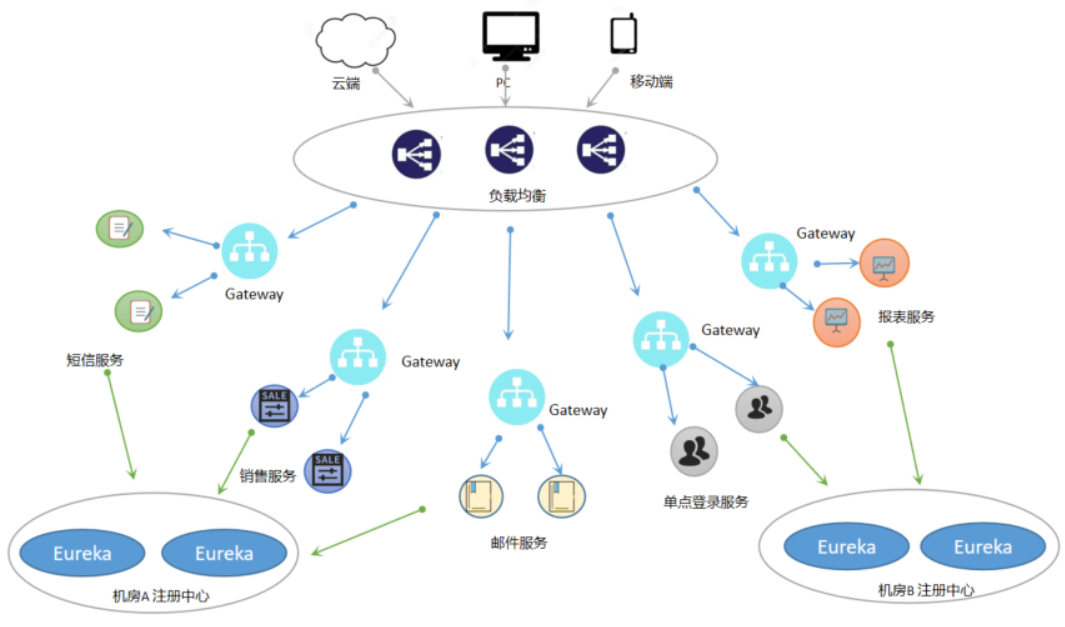 云端
PC
移动端
负载均衡
Gateway
Gateway
短信服务
Gateway
SALE
SALE
销售服务
Gateway
邮件服务
Gateway
单点登录服务
报表服务
Eureka
Eureka
机房A 注册中心
Eureka
Eureka
机房B 注册中心